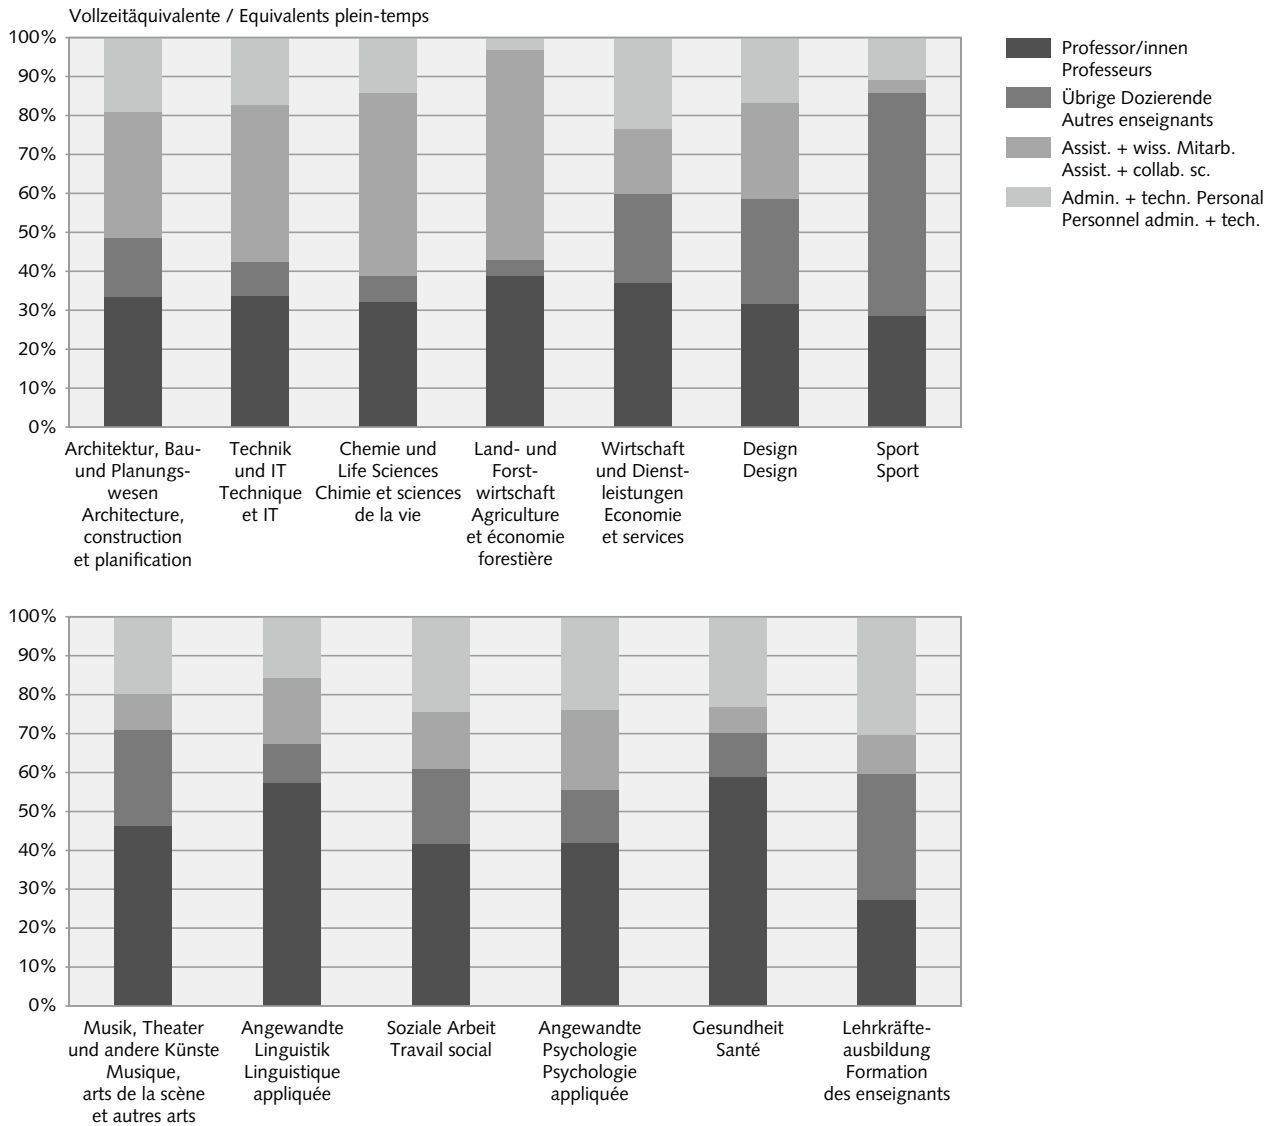 Vollzeitäquivalente / Equivalents plein-temps
100%
90%
80%
70%
60%
50%
40%
30%
20%
10%
0%
Architektur, Bau-
und Planungs-
wesen
Architecture,
construction
et planification
Technik
und IT
Technique
et IT
Chemie und
Life Sciences
Chimie et sciences
de la vie
Land- und
Forst-
wirtschaft
Agriculture
et économie
forestière
Wirtschaft
und Dienst-
leistungen
Economie
et services
Design
Design
Sport
Sport
Professor/innen
Professeurs
Übrige Dozierende
Autres enseignants
Assist. + wiss. Mitarb.
Assist. + collab. sc.
Admin. + techn. Personal
Personnel admin. + tech.
100%
90%
80%
70%
60%
50%
40%
30%
20%
10%
0%
Musik, Theater
und andere Künste
Musique,
arts de la scène
et autres arts
Angewandte
Linguistik
Linguistique
appliquée
Soziale Arbeit
Travail social
Angewandte
Psychologie
Psychologie
appliquée
Gesundheit
Santé
Lehrkräfte-
ausbildung
Formation
des enseignants